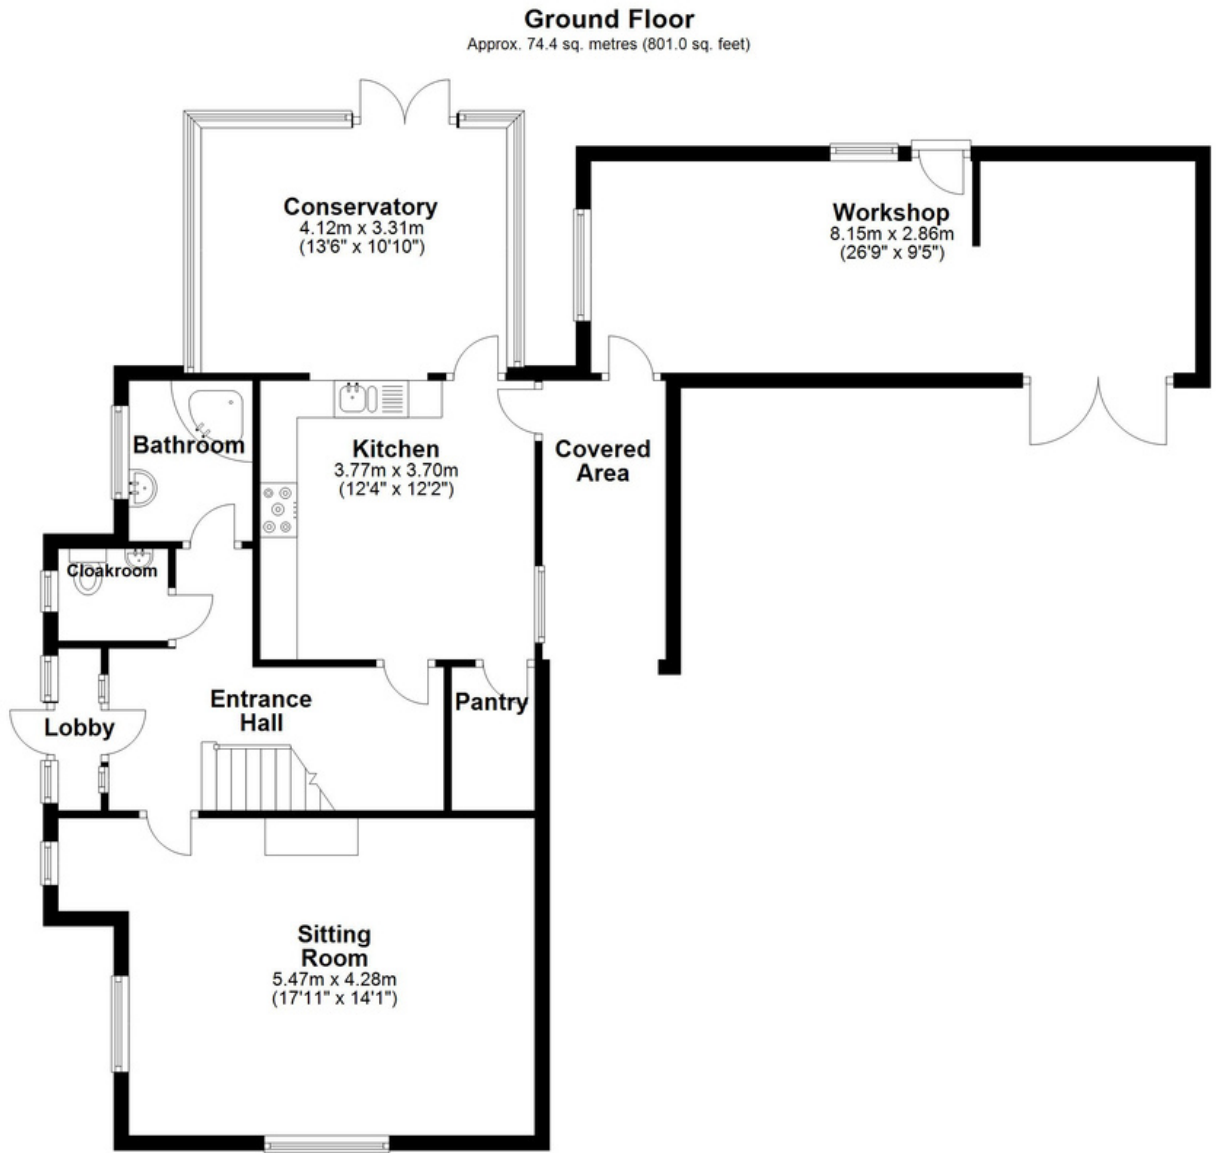 Ground Floor
Approx. 74.4 sq. metres (801.0 sq. feet)
Conservatory
4.12m x 3.31m
(13'6" x 10'10")
Workshop
8.15m x 2.86m
(26'9" x 9'5")
Bathroom
Kitchen
3.77m x 3.70m
(12'4" x 12'2")
Covered
Area
Cloakroom
Entrance
Hall
Pantry
Lobby
Sitting
Room
5.47m x 4.28m
(17'11" x 14'1")